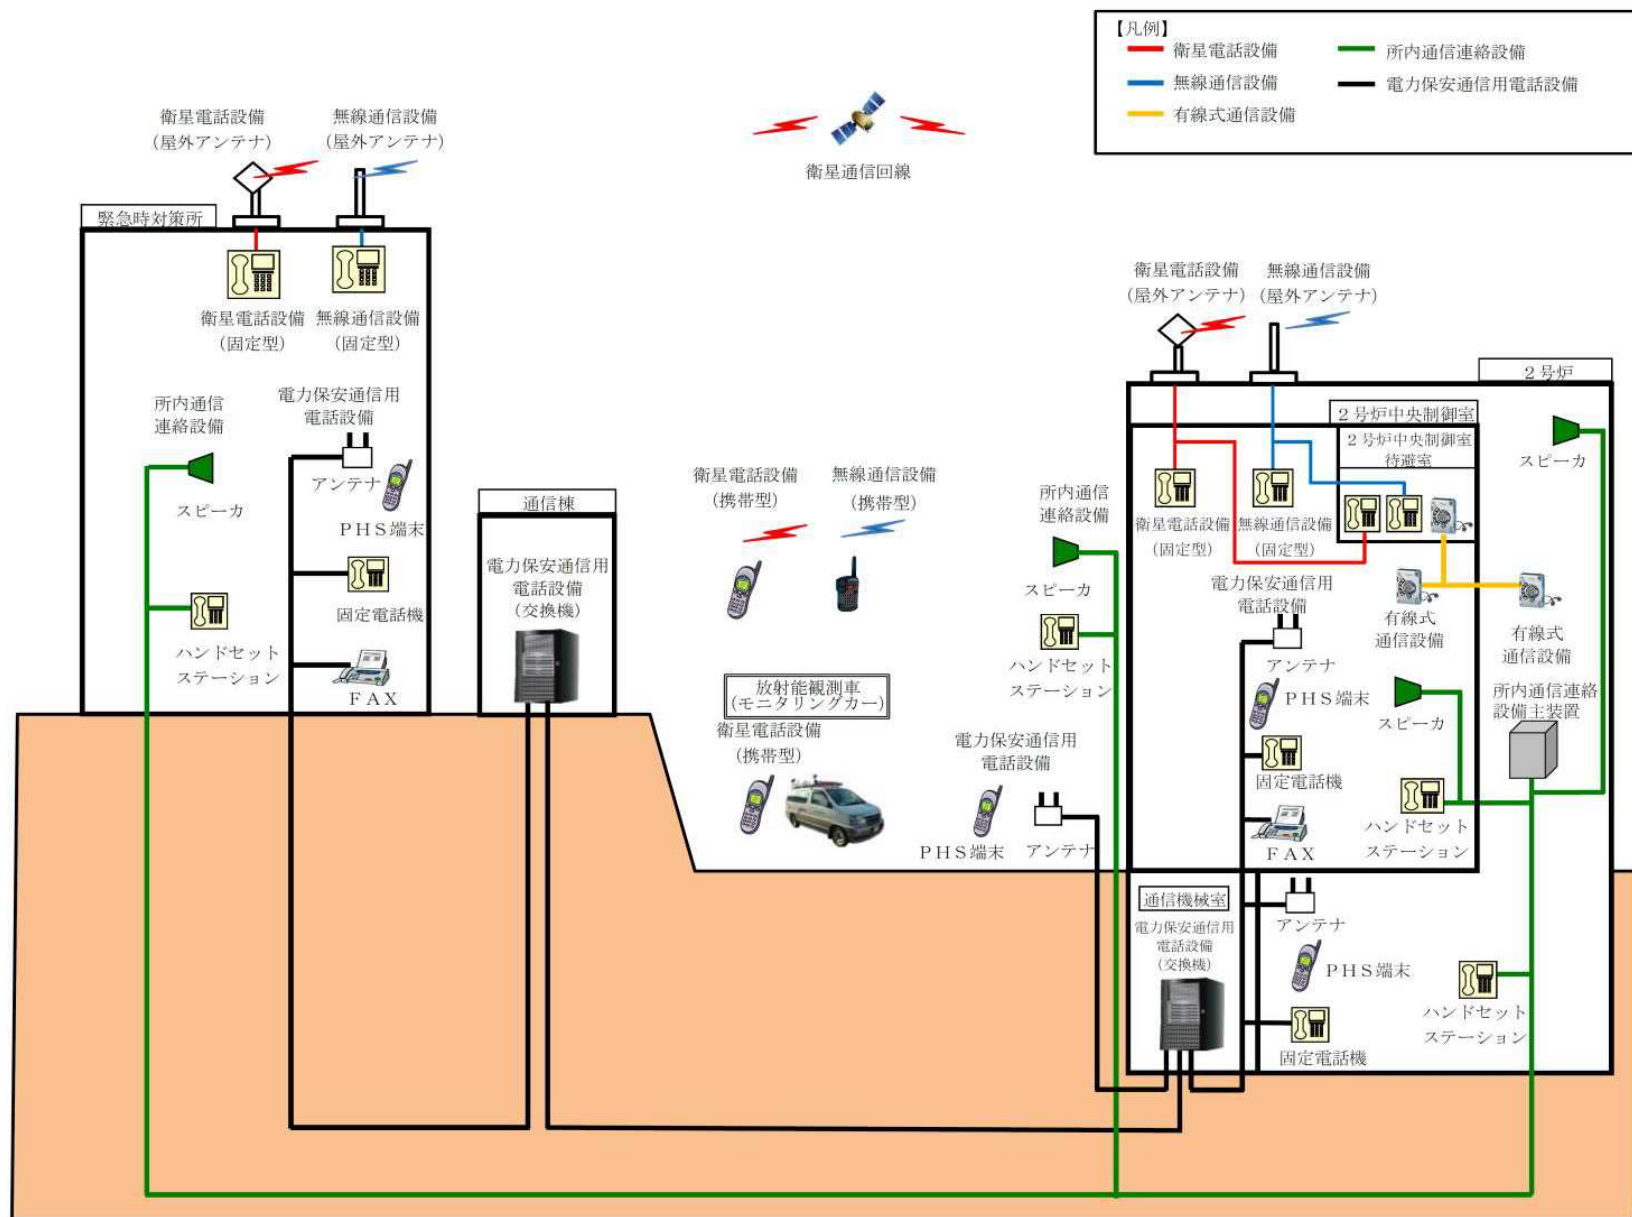 【凡例】
衛星電話設備
所内通信連絡設備
無線通信設備
電力保安通信用電話設備
有線式通信設備
衛星電話設備
(屋外アンテナ)
無線通信設備
(屋外アンテナ)
衛星通信回線
緊急時対策所
衛星電話設備
(固定型)
無線通信設備
(固定型)
所内通信
連絡設備
電力保安通信用
電話設備
アンテナ
スピーカ
PHS端末
固定電話機
ハンドセット
ステーション
FAX
通信棟
電力保安通信用
電話設備
(交換機)
衛星電話設備
(携帯型)
無線通信設備
(携帯型)
放射能観測車
(モニタリングカー)
衛星電話設備
(携帯型)
電力保安通信用
電話設備
PHS端末
アンテナ
所内通信
連絡設備
スピーカ
ハンドセット
ステーション
衛星電話設備
(屋外アンテナ)
無線通信設備
(屋外アンテナ)
2号炉
2号炉中央制御室
2号炉中央制御室
待避室
スピーカ
衛星電話設備
(固定型)
無線通信設備
(固定型)
電力保安通信用
電話設備
アンテナ
有線式
通信設備
有線式
通信設備
PHS端末
スピーカ
所内通信連絡
設備主装置
固定電話機
FAX
ハンドセット
ステーション
通信機械室
電力保安通信用
電話設備
(交換機)
アンテナ
PHS端末
固定電話機
ハンドセット
ステーション